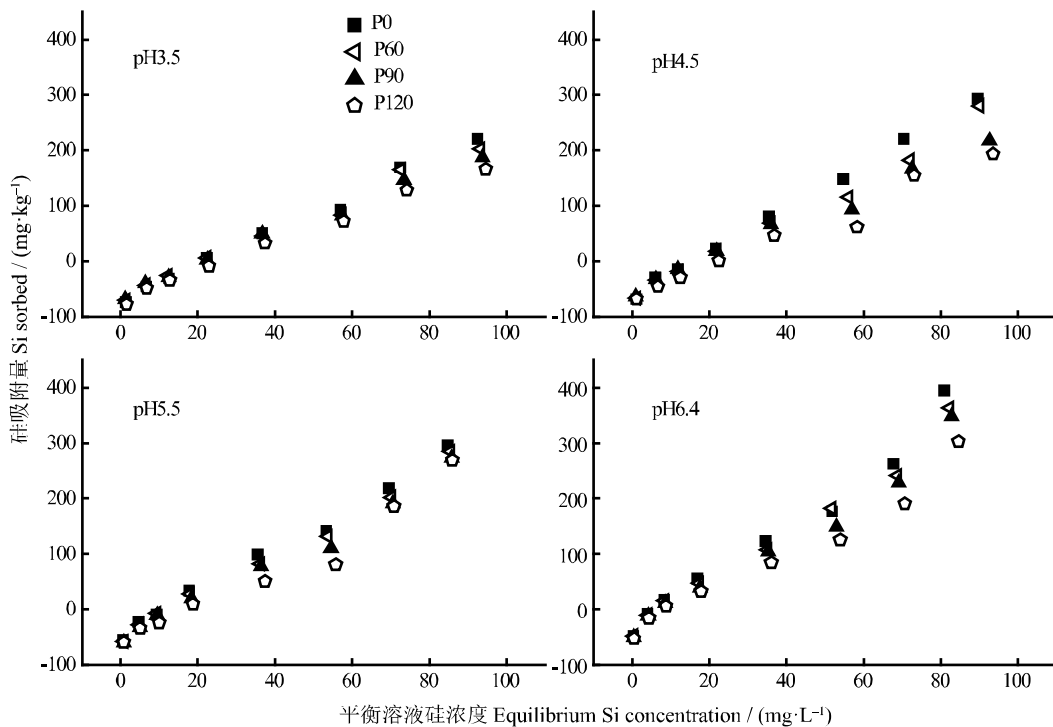 硅吸附量 Si sorbed / (mg·kg⁻¹)
400
300
200
100
0
-100
pH3.5
P0
P60
P90
P120
0 20 40 60 80 100
400
300
200
100
0
-100
pH4.5
0 20 40 60 80 100
400
300
200
100
0
-100
pH5.5
0 20 40 60 80 100
400
300
200
100
0
-100
pH6.4
0 20 40 60 80 100
平衡溶液硅浓度 Equilibrium Si concentration / (mg·L⁻¹)